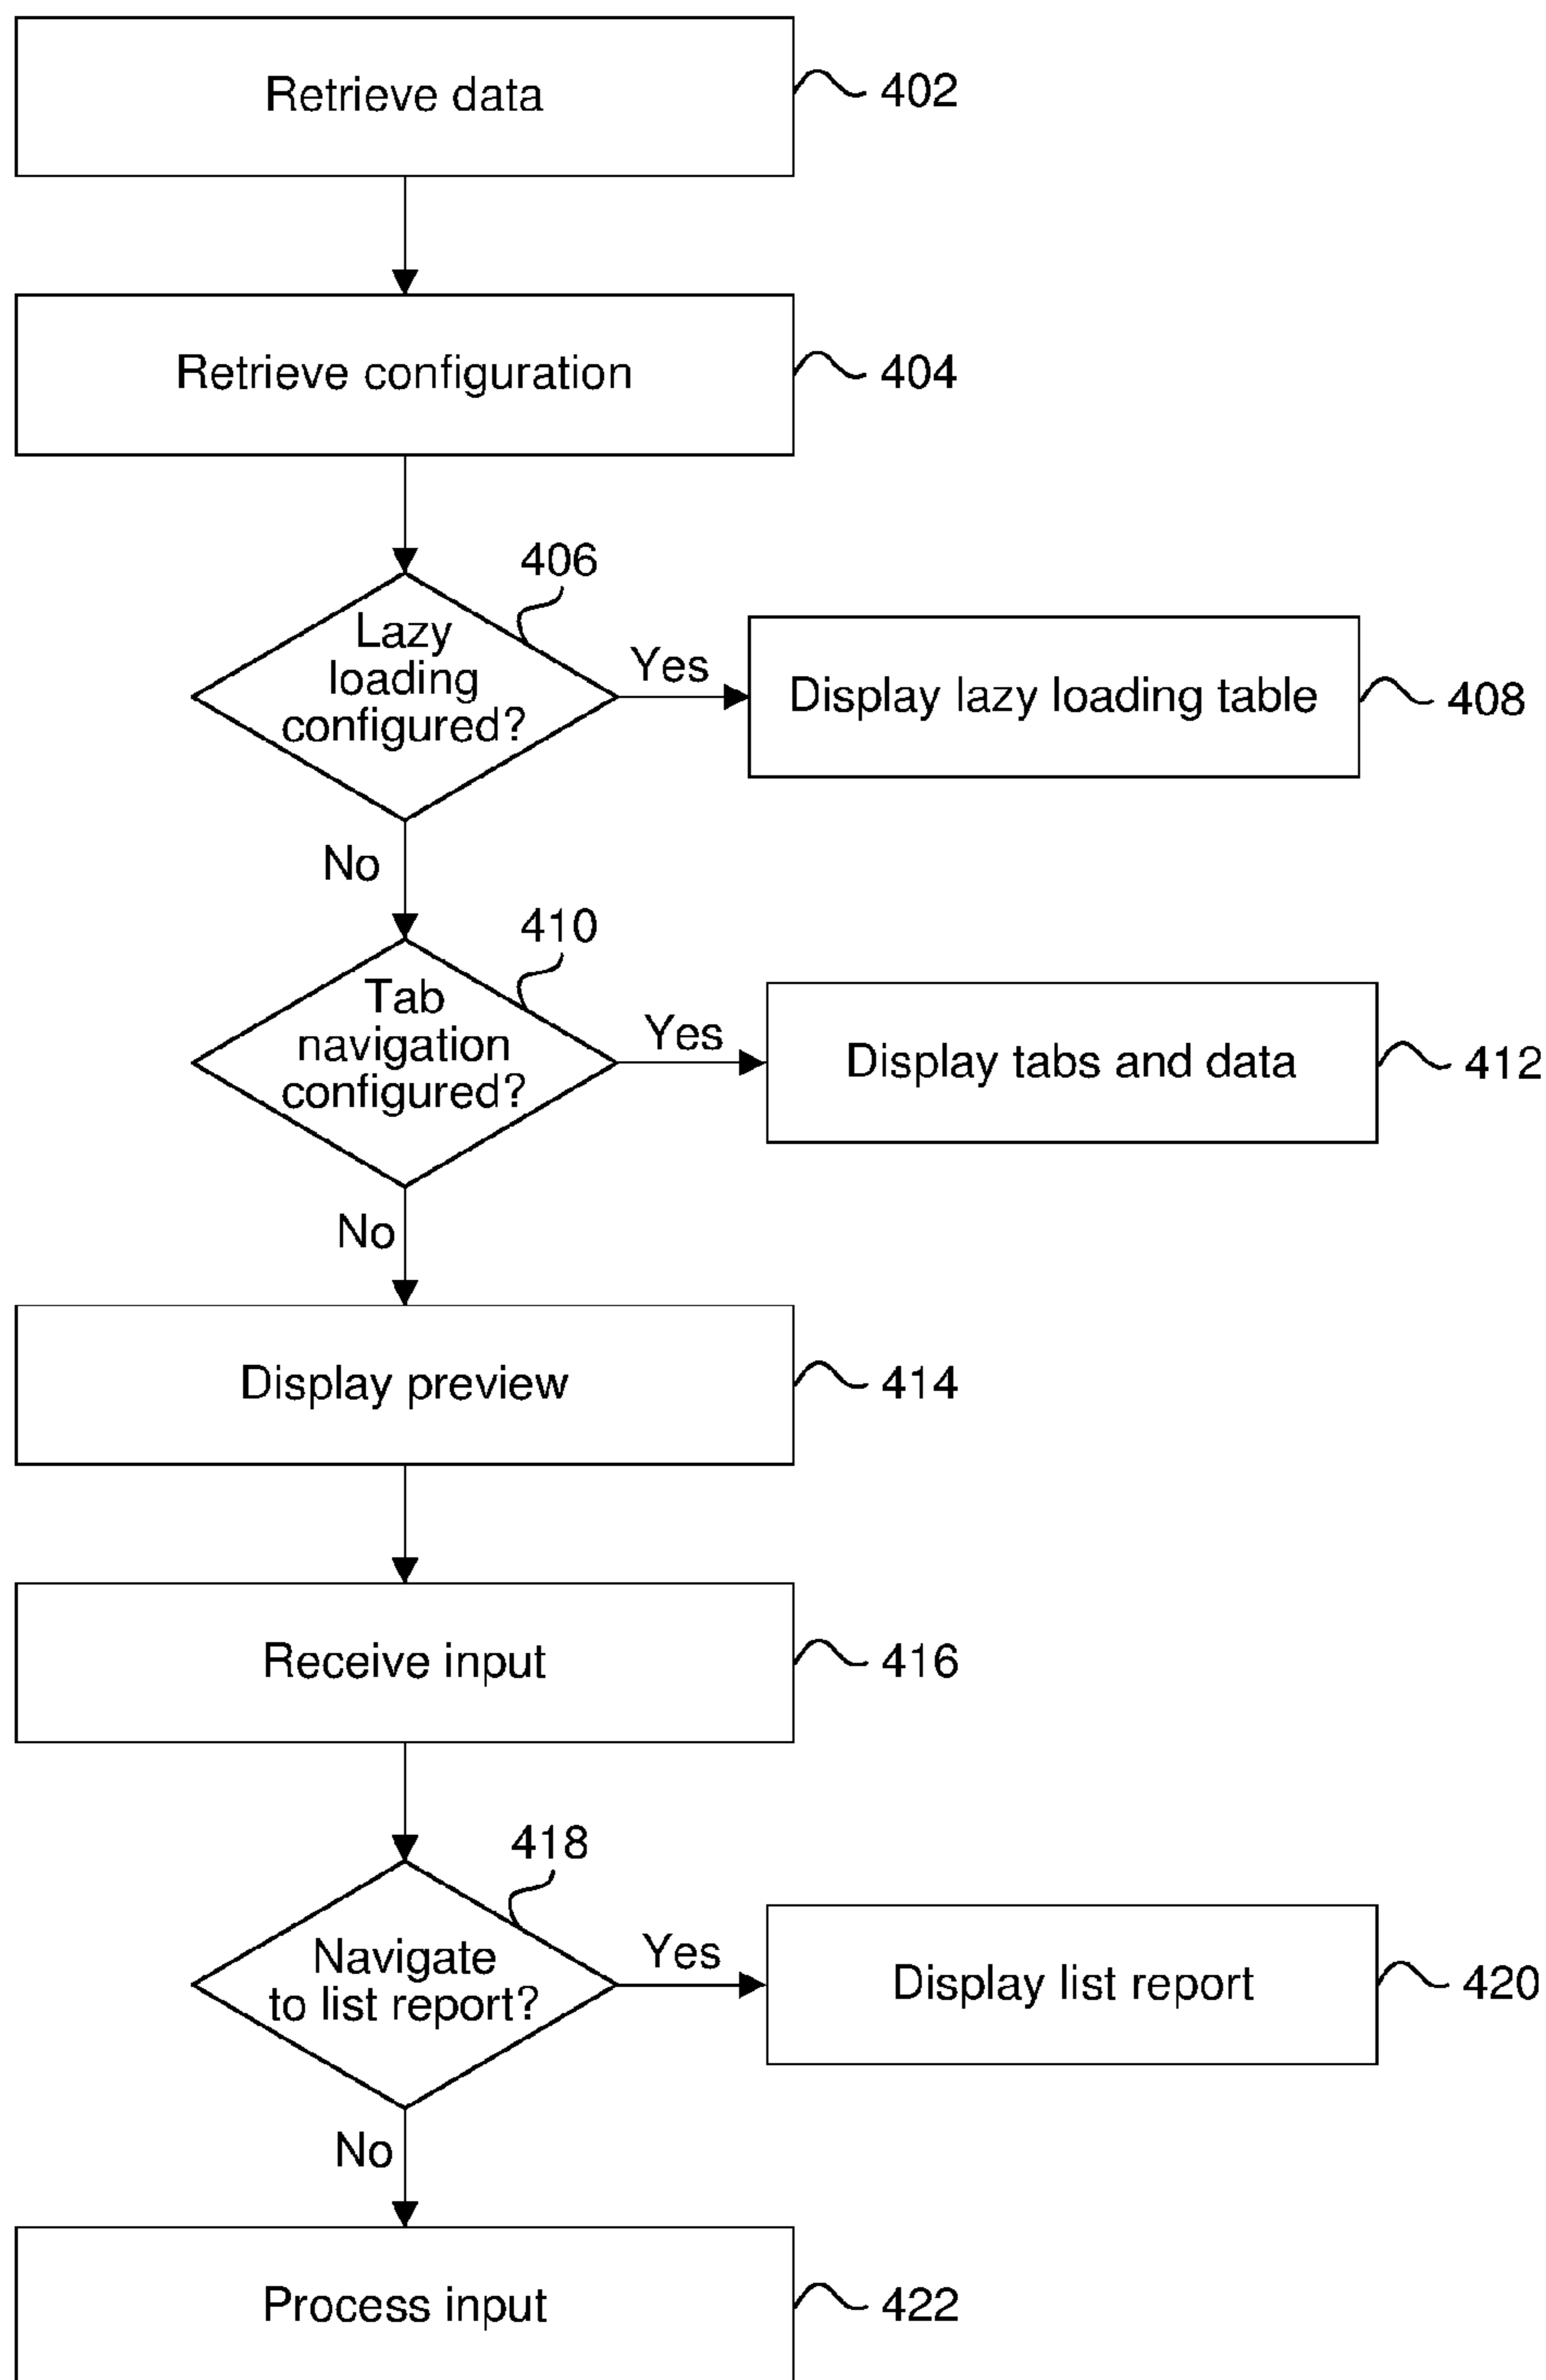 Retrieve data
402
Retrieve configuration
404
406
Lazy
loading
configured?
Yes
Display lazy loading table
408
No
410
Tab
navigation
configured?
Yes
Display tabs and data
412
No
Display preview
414
Receive input
416
418
Navigate
to list report?
Yes
Display list report
420
No
Process input
422